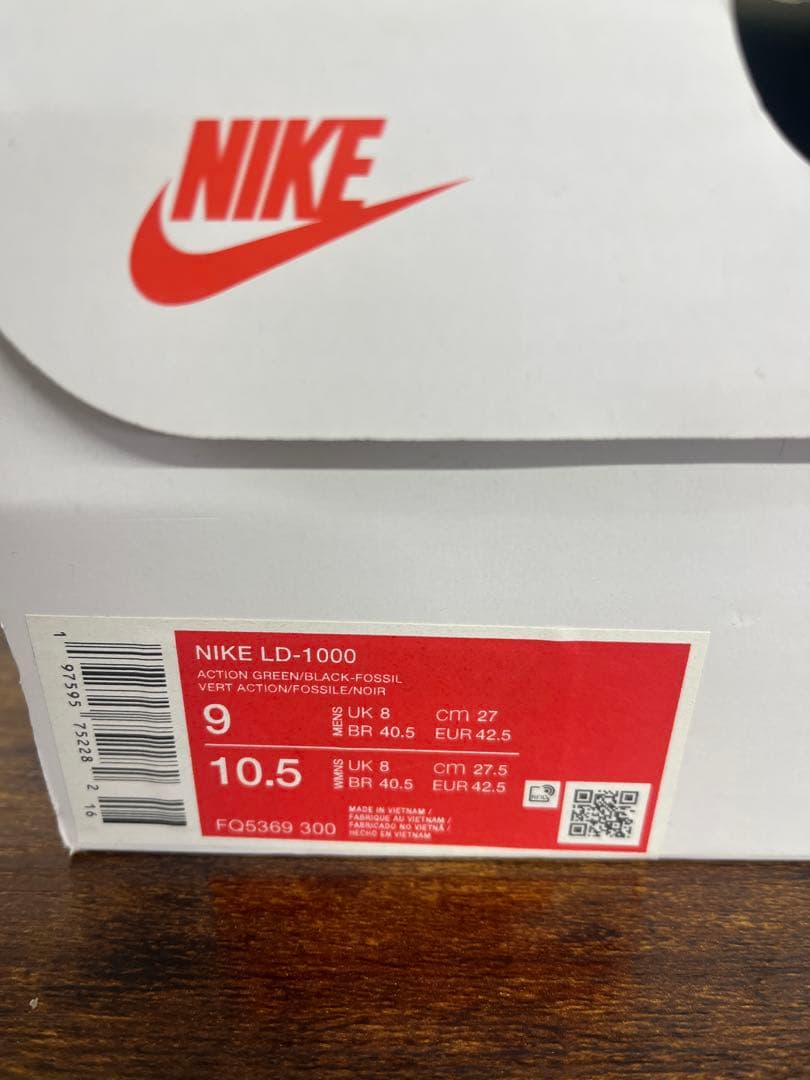 NIKE
NIKE LD-1000
ACTION GREEN/BLACK-FOSSIL
VERT ACTION/FOSSILE/NOIR
9
MENS
UK 8
cm 27
BR 40.5
EUR 42.5
10.5
WMNS
UK 8
cm 27.5
BR 40.5
EUR 42.5
FQ5369 300
MADE IN VIETNAM /
FABRIQUE AU VIETNAM /
FABRICADO NO VIETNÃ /
HECHO EN VIETNAM
RFID
1 97595 75228 2 16